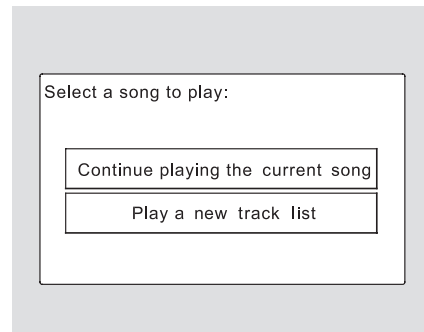 Select a song to play:
Continue playing the current song
Play a new track list